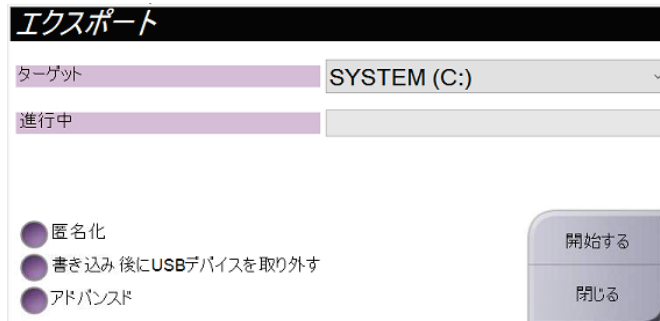 エクスポート
ターゲット
SYSTEM (C:)
進行中
匿名化
書き込み 後にUSBデバイスを取り外す
アドバンスド
開始する
閉じる